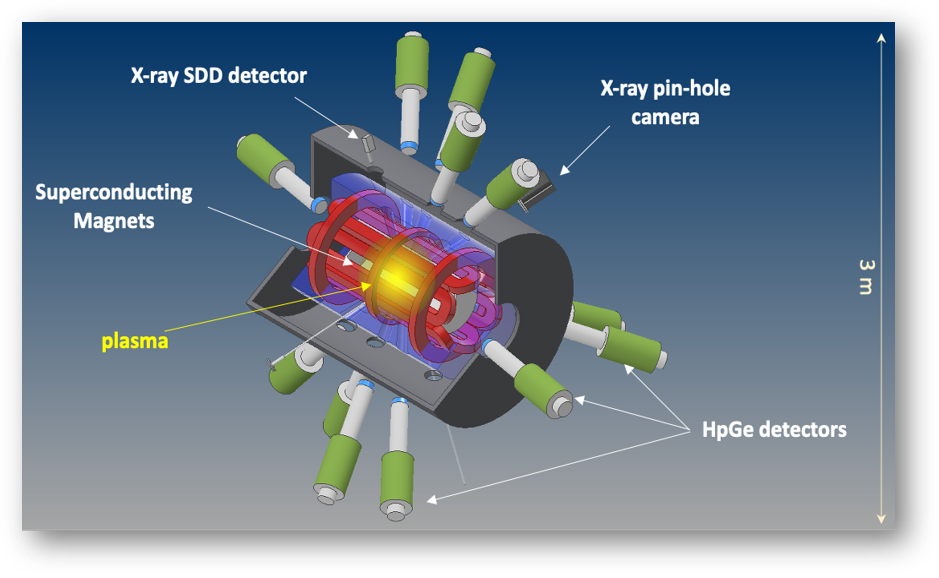 X-ray SDD detector
X-ray pin-hole
camera
Superconducting
Magnets
3 m
plasma
HpGe detectors